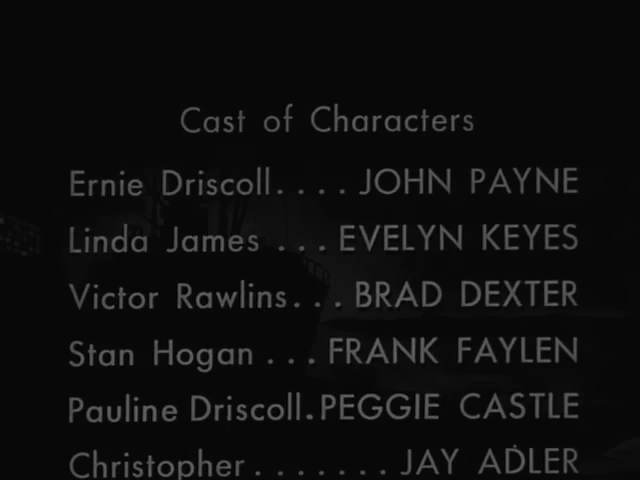 Cast of Characters
Ernie Driscoll.... JOHN PAYNE
Linda James ... EVELYN KEYES
Victor Rawlins... BRAD DEXTER
Stan Hogan ... FRANK FAYLEN
Pauline Driscoll.PEGGIE CASTLE
Christopher ....... JAY ADLER